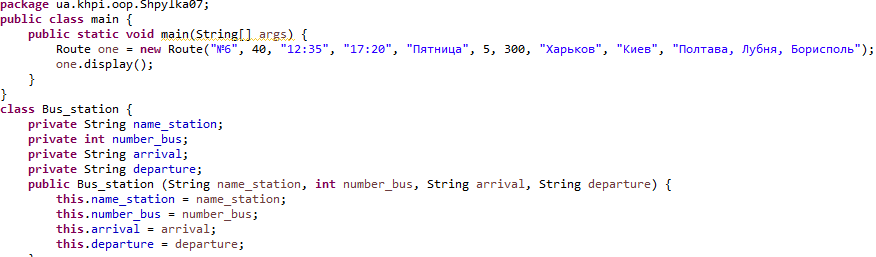 package ua.khpi.oop.Shpylka07;
public class main {
    public static void main(String[] args) {
        Route one = new Route("№6", 40, "12:35", "17:20", "Пятница", 5, 300, "Харьков", "Киев", "Полтава, Лубня, Борисполь");
        one.display();
    }
}
class Bus_station {
    private String name_station;
    private int number_bus;
    private String arrival;
    private String departure;
    public Bus_station (String name_station, int number_bus, String arrival, String departure) {
        this.name_station = name_station;
        this.number_bus = number_bus;
        this.arrival = arrival;
        this.departure = departure;